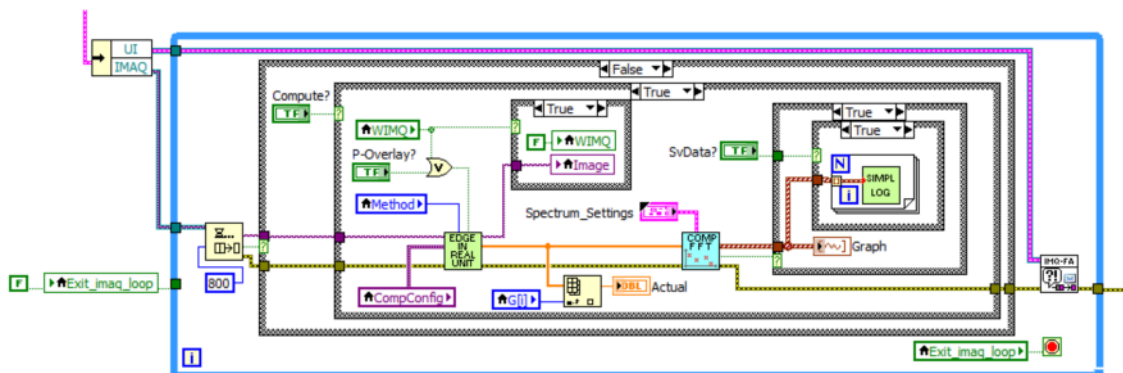 UI
IMAQ
False
True
Compute?
TF
True
WIMQ
F
WIMQ
P-Overlay?
TF
V
Image
Method
Spectrum_Settings
SvData?
TF
True
True
N
i
SIMPL
LOG
EDGE
IN
REAL
UNIT
COMP
FFT
Graph
IMQ-FA
?!
800
F
Exit_imaq_loop
CompConfig
G[i]
DBL
Actual
Exit_imaq_loop
i